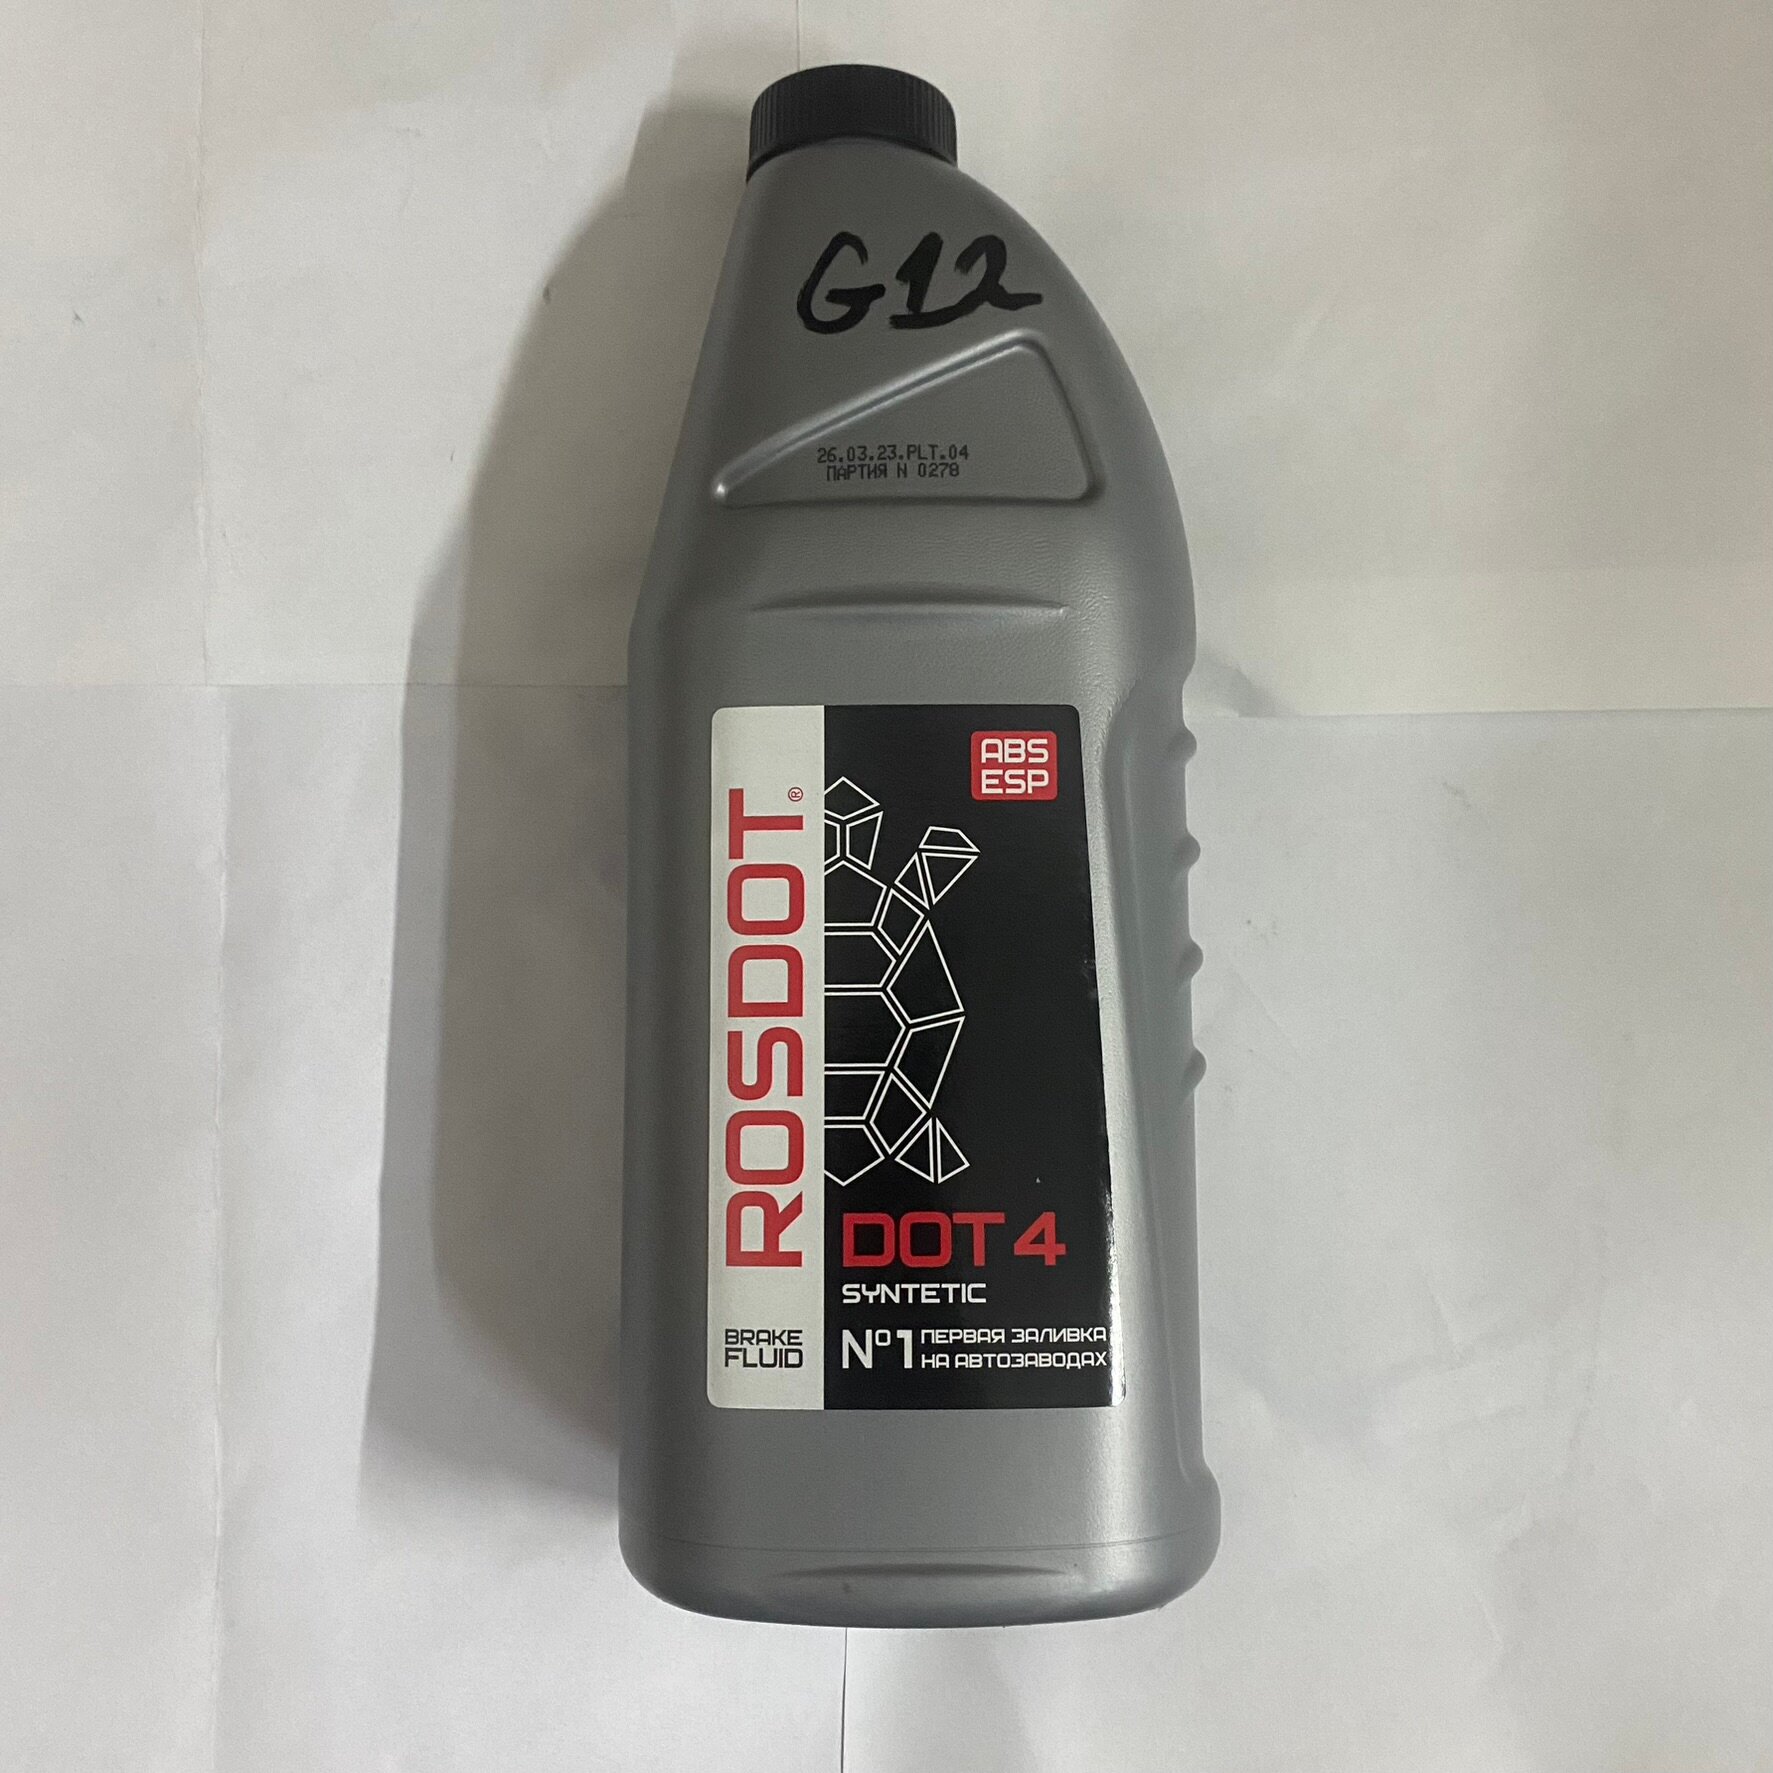 G12
26.03.23.PLT.04
ПАРТИЯ N 0278
ABS
ESP
ROSDOT®
DOT 4
SYNTETIC
BRAKE
FLUID
№1 ПЕРВАЯ ЗАЛИВКА
НА АВТОЗАВОДАХ